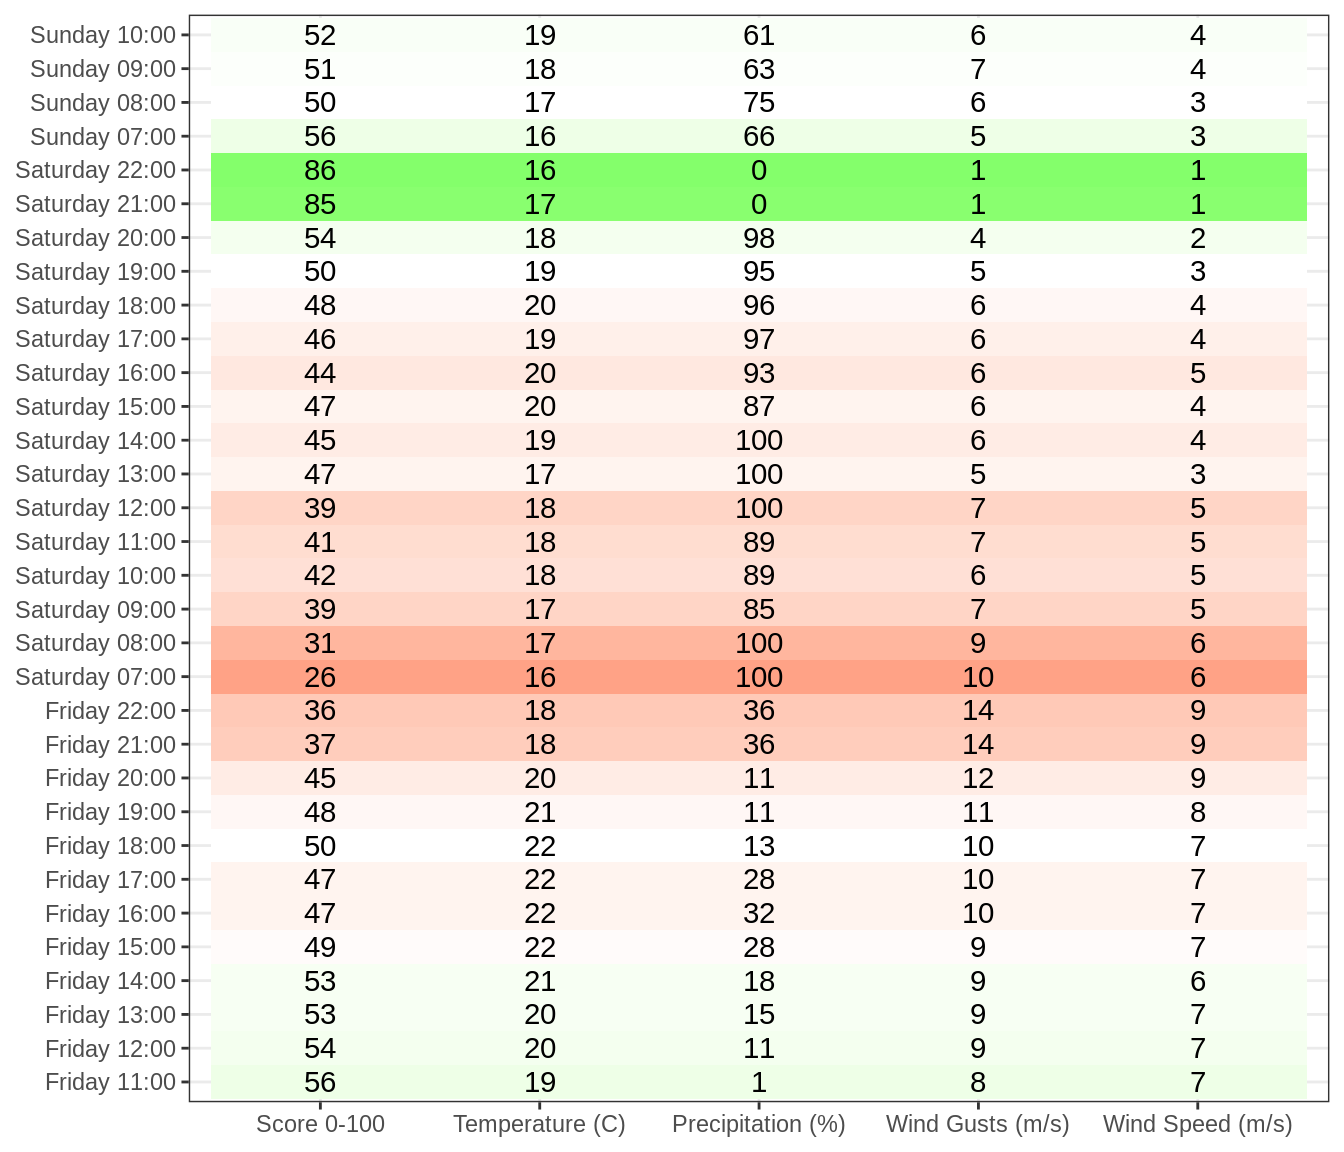 Sunday 10:00 52 19 61 6 4
Sunday 09:00 51 18 63 7 4
Sunday 08:00 50 17 75 6 3
Sunday 07:00 56 16 66 5 3
Saturday 22:00 86 16 0 1 1
Saturday 21:00 85 17 0 1 1
Saturday 20:00 54 18 98 4 2
Saturday 19:00 50 19 95 5 3
Saturday 18:00 48 20 96 6 4
Saturday 17:00 46 19 97 6 4
Saturday 16:00 44 20 93 6 5
Saturday 15:00 47 20 87 6 4
Saturday 14:00 45 19 100 6 4
Saturday 13:00 47 17 100 5 3
Saturday 12:00 39 18 100 7 5
Saturday 11:00 41 18 89 7 5
Saturday 10:00 42 18 89 6 5
Saturday 09:00 39 17 85 7 5
Saturday 08:00 31 17 100 9 6
Saturday 07:00 26 16 100 10 6
Friday 22:00 36 18 36 14 9
Friday 21:00 37 18 36 14 9
Friday 20:00 45 20 11 12 9
Friday 19:00 48 21 11 11 8
Friday 18:00 50 22 13 10 7
Friday 17:00 47 22 28 10 7
Friday 16:00 47 22 32 10 7
Friday 15:00 49 22 28 9 7
Friday 14:00 53 21 18 9 6
Friday 13:00 53 20 15 9 7
Friday 12:00 54 20 11 9 7
Friday 11:00 56 19 1 8 7
Score 0-100 Temperature (C) Precipitation (%) Wind Gusts (m/s) Wind Speed (m/s)